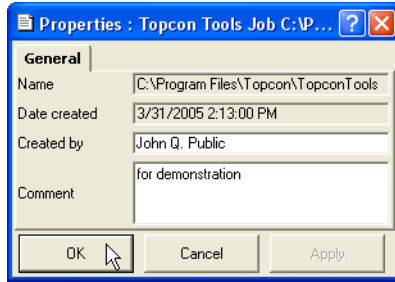 Properties : Topcon Tools Job C:\P...
General
Name C:\Program Files\Topcon\TopconTools
Date created 3/31/2005 2:13:00 PM
Created by John Q. Public
Comment for demonstration
OK Cancel Apply